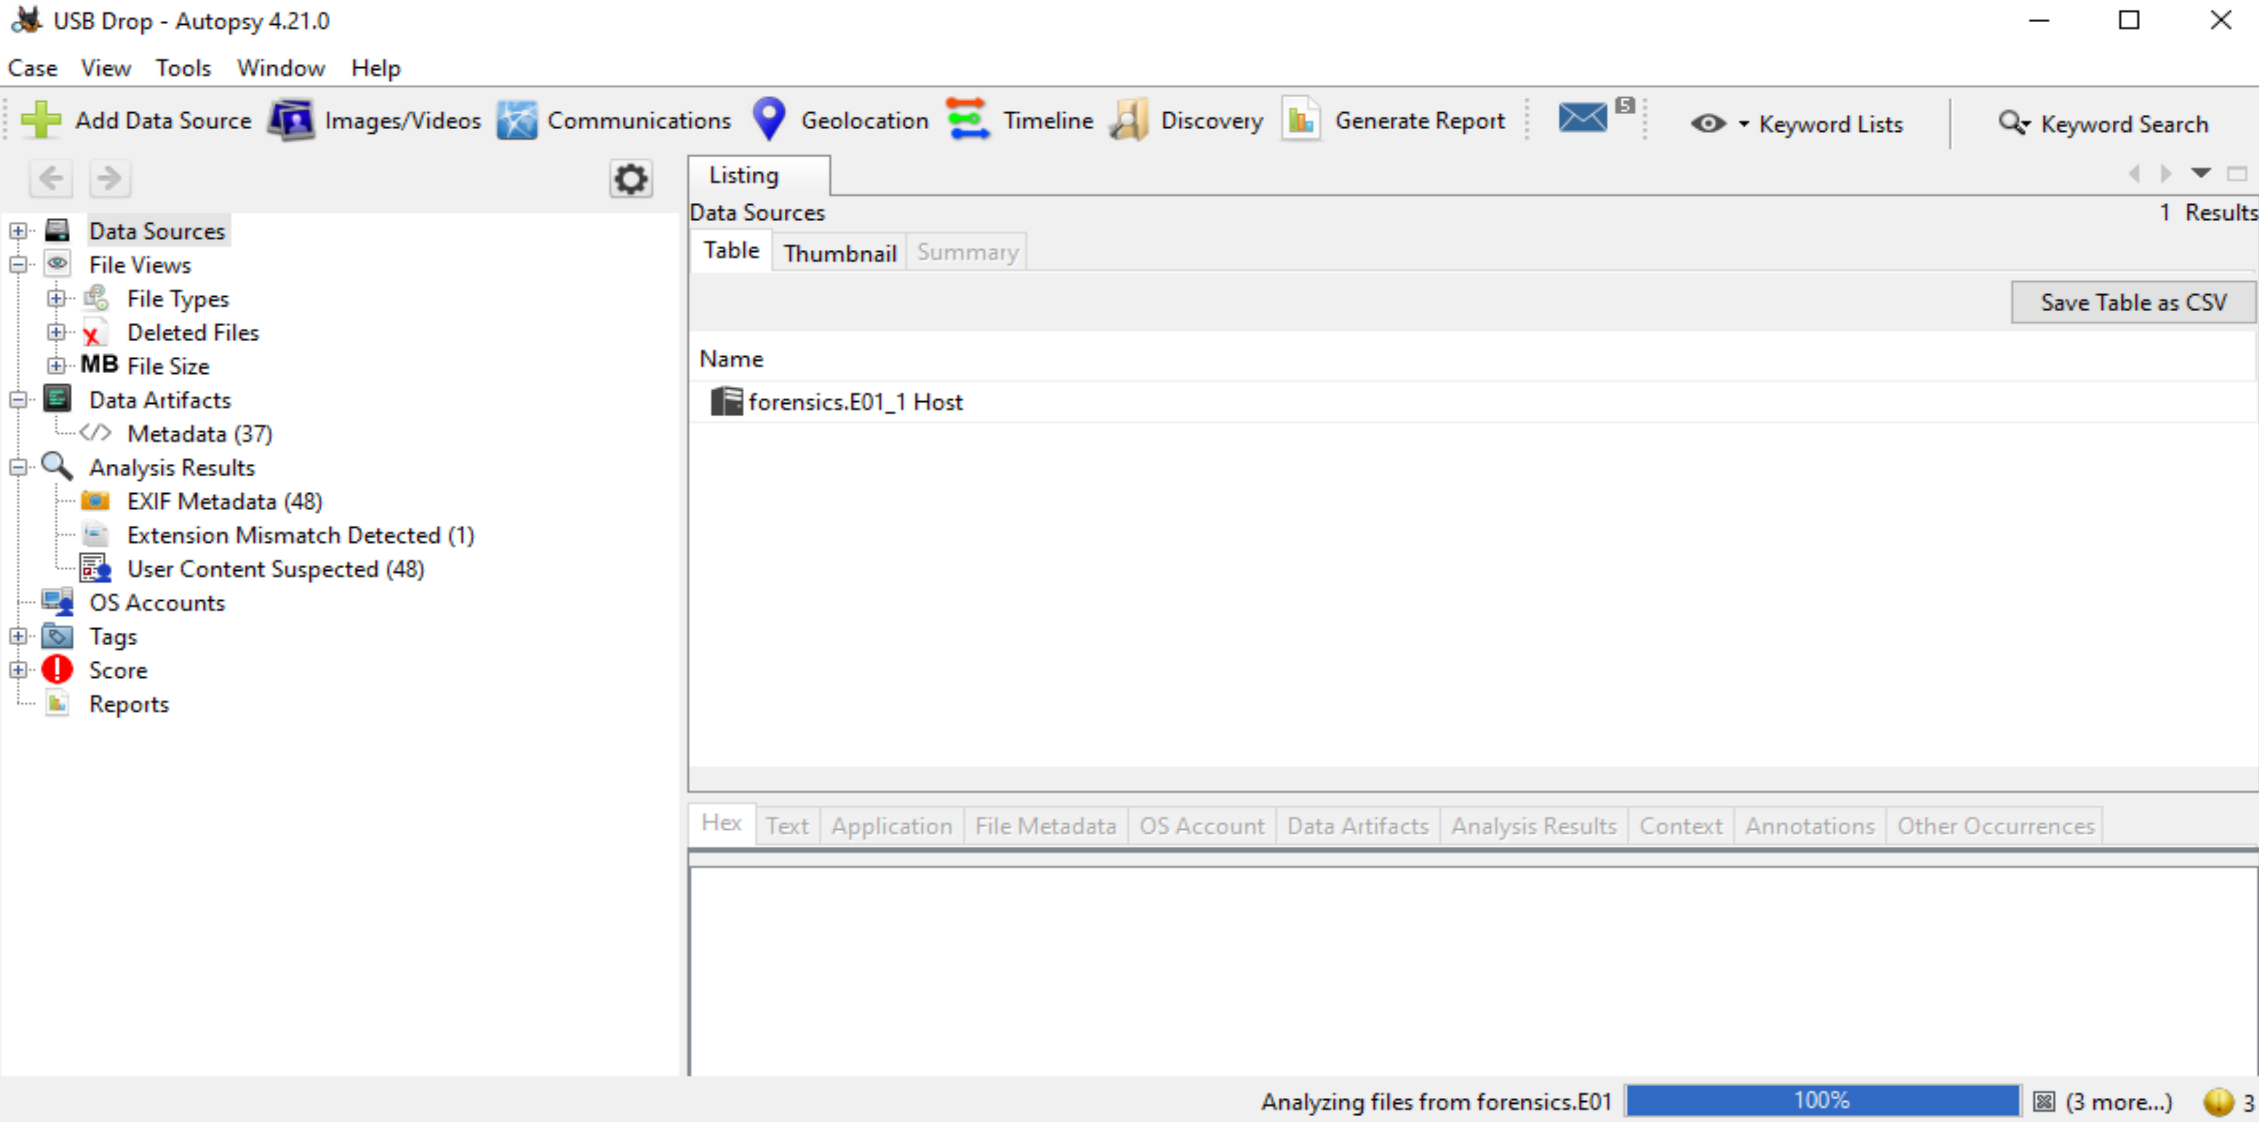 USB Drop - Autopsy 4.21.0
Case View Tools Window Help
Add Data Source Images/Videos Communications Geolocation Timeline Discovery Generate Report 5 Keyword Lists Keyword Search
Listing
Data Sources 1 Results
Table Thumbnail Summary
Save Table as CSV
Name
forensics.E01_1 Host
Data Sources
File Views
File Types
Deleted Files
MB File Size
Data Artifacts
Metadata (37)
Analysis Results
EXIF Metadata (48)
Extension Mismatch Detected (1)
User Content Suspected (48)
OS Accounts
Tags
Score
Reports
Hex Text Application File Metadata OS Account Data Artifacts Analysis Results Context Annotations Other Occurrences
Analyzing files from forensics.E01 100% (3 more...) 3